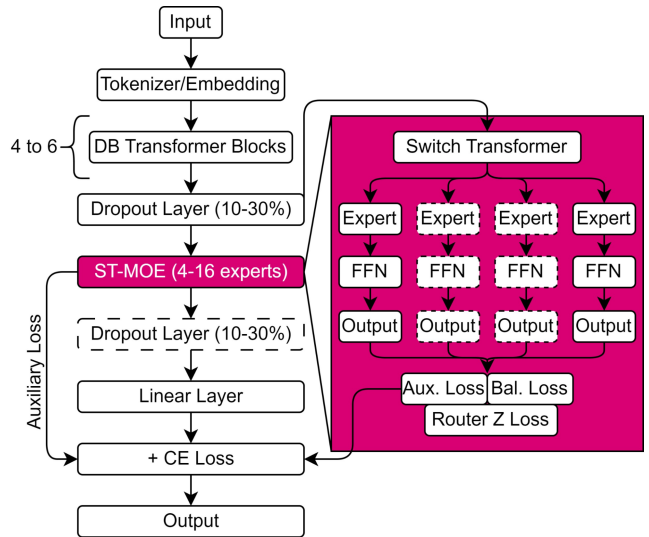 Input
Tokenizer/Embedding
4 to 6
DB Transformer Blocks
Dropout Layer (10-30%)
ST-MOE (4-16 experts)
Auxiliary Loss
Dropout Layer (10-30%)
Linear Layer
+ CE Loss
Output
Switch Transformer
Expert Expert Expert Expert
FFN FFN FFN FFN
Output Output Output Output
Aux. Loss Bal. Loss
Router Z Loss